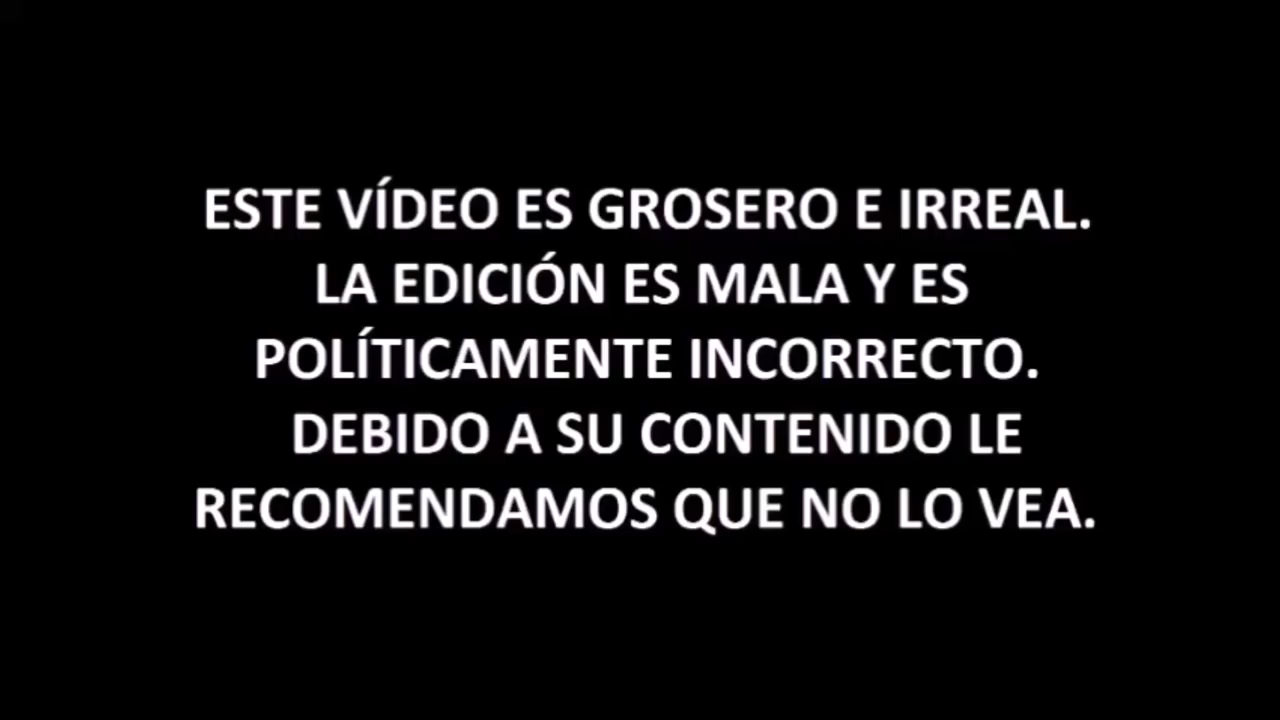 ESTE VÍDEO ES GROSERO E IRREAL.
LA EDICIÓN ES MALA Y ES
POLÍTICAMENTE INCORRECTO.
DEBIDO A SU CONTENIDO LE
RECOMENDAMOS QUE NO LO VEA.